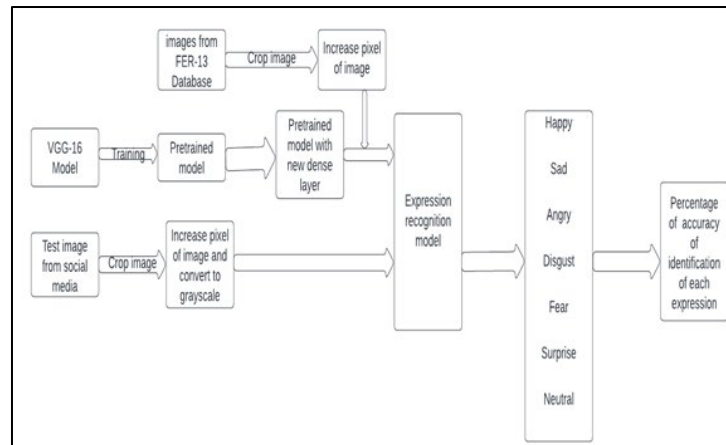 images from
FER-13
Database
Crop image
Increase pixel
of image
VGG-16
Model
Training
Pretrained
model
Pretrained
model with
new dense
layer
Test image
from social
media
Crop image
Increase pixel
of image and
convert to
grayscale
Expression
recognition
model
Happy
Sad
Angry
Disgust
Fear
Surprise
Neutral
Percentage
of accuracy
of
identification
of each
expression